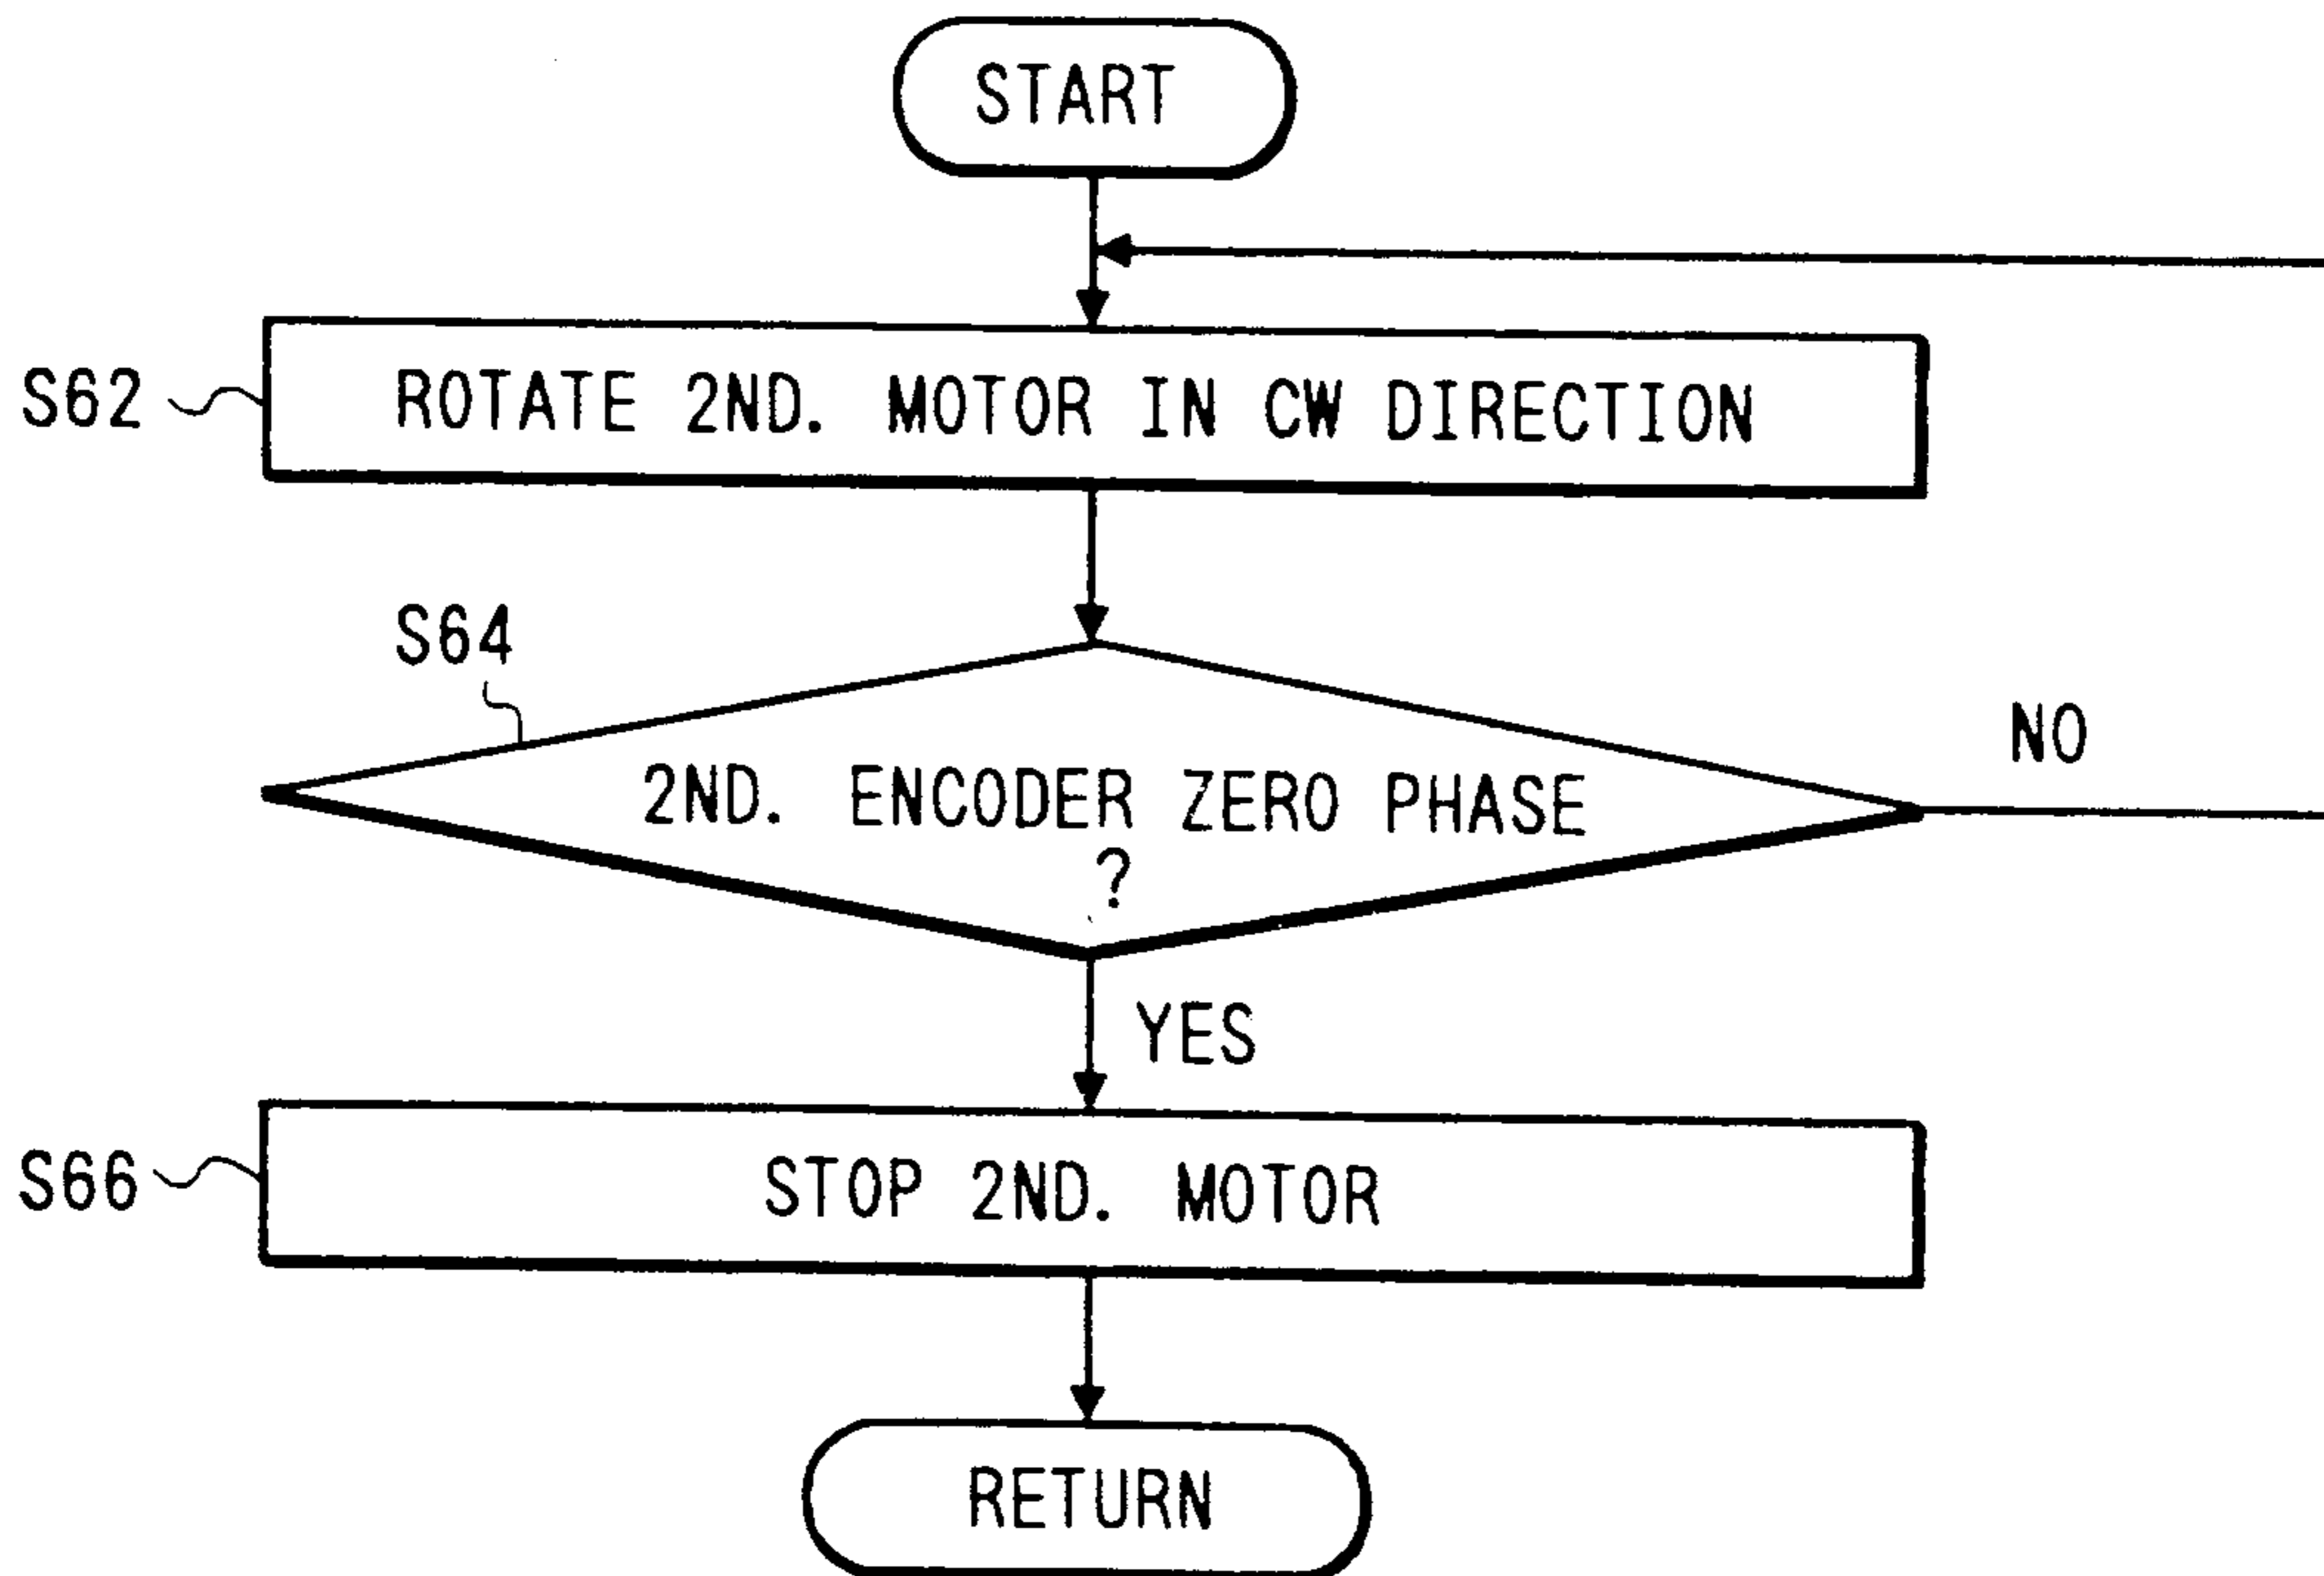 START
S62
ROTATE 2ND. MOTOR IN CW DIRECTION
S64
2ND. ENCODER ZERO PHASE
?
NO
YES
S66
STOP 2ND. MOTOR
RETURN